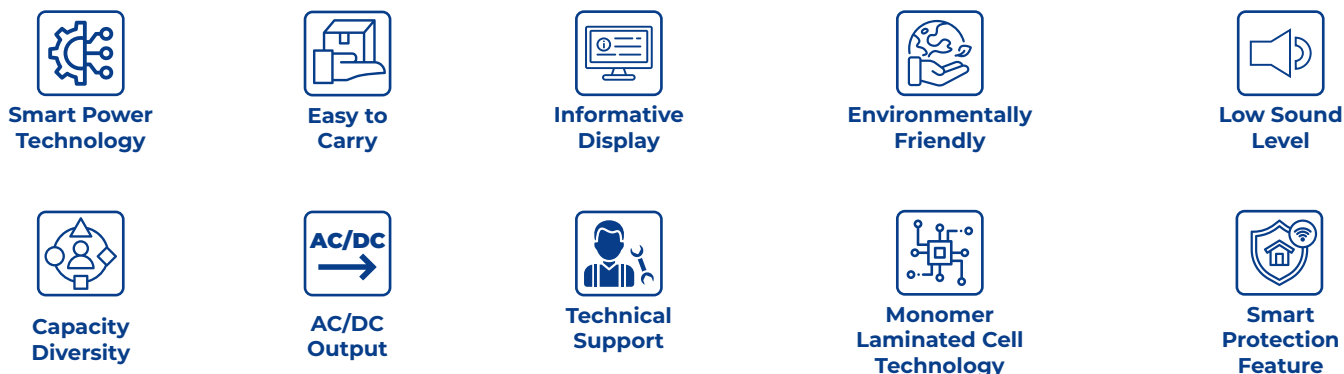 Smart Power
Technology
Easy to
Carry
Informative
Display
Environmentally
Friendly
Low Sound
Level
Capacity
Diversity
AC/DC
AC/DC
Output
Technical
Support
Monomer
Laminated Cell
Technology
Smart
Protection
Feature